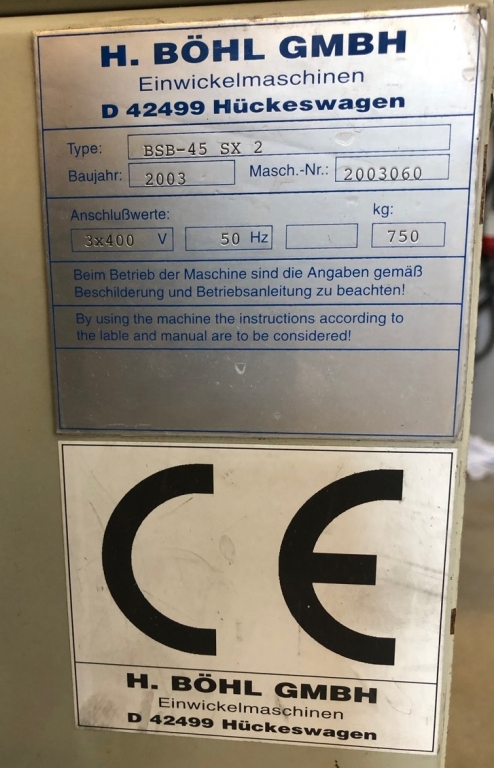 H. BÖHL GMBH
Einwickelmaschinen
D 42499 Hückeswagen
Type: BSB-45 SX 2
Baujahr: 2003 Masch.-Nr.: 2003060
Anschlußwerte: kg:
3x400 V 50 Hz 750
Beim Betrieb der Maschine sind die Angaben gemäß
Beschilderung und Betriebsanleitung zu beachten!
By using the machine the instructions according to
the lable and manual are to be considered!
CE
H. BÖHL GMBH
Einwickelmaschinen
D 42499 Hückeswagen